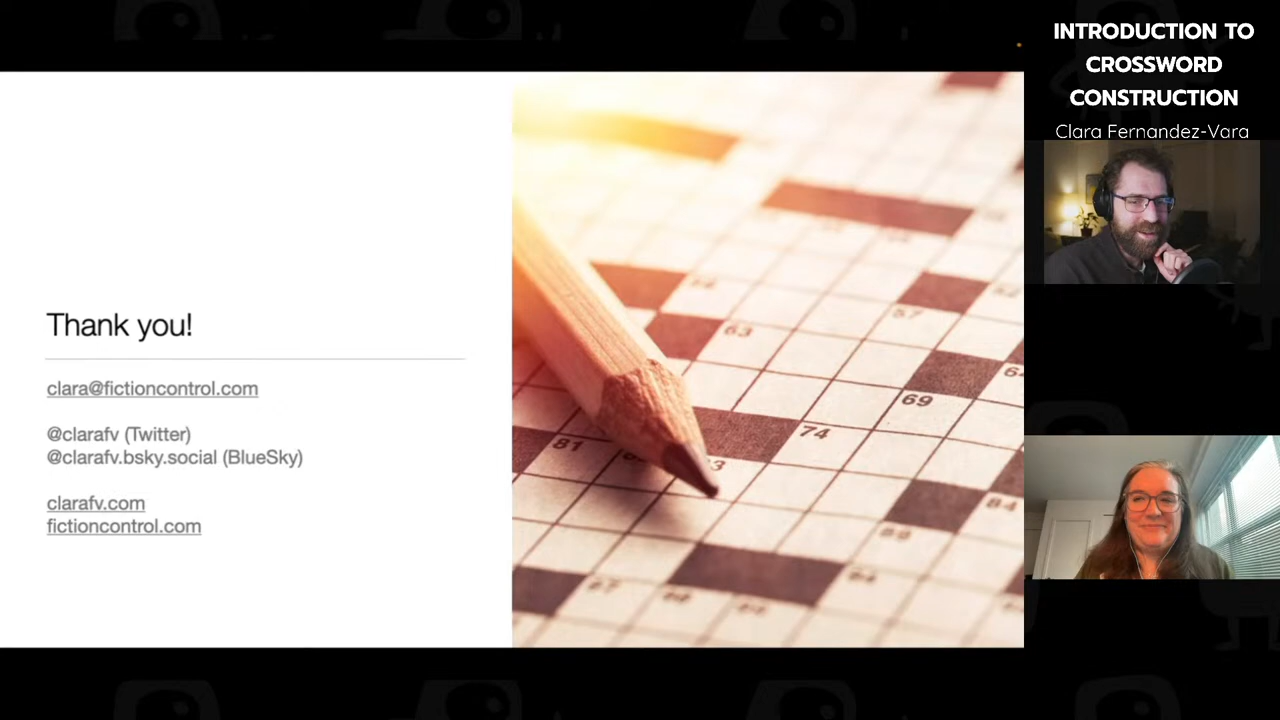 INTRODUCTION TO
CROSSWORD
CONSTRUCTION
Clara Fernandez-Vara
Thank you!
clara@fictioncontrol.com
@clarafv (Twitter)
@clarafv.bsky.social (BlueSky)
clarafv.com
fictioncontrol.com
57
63
69
74
81
84